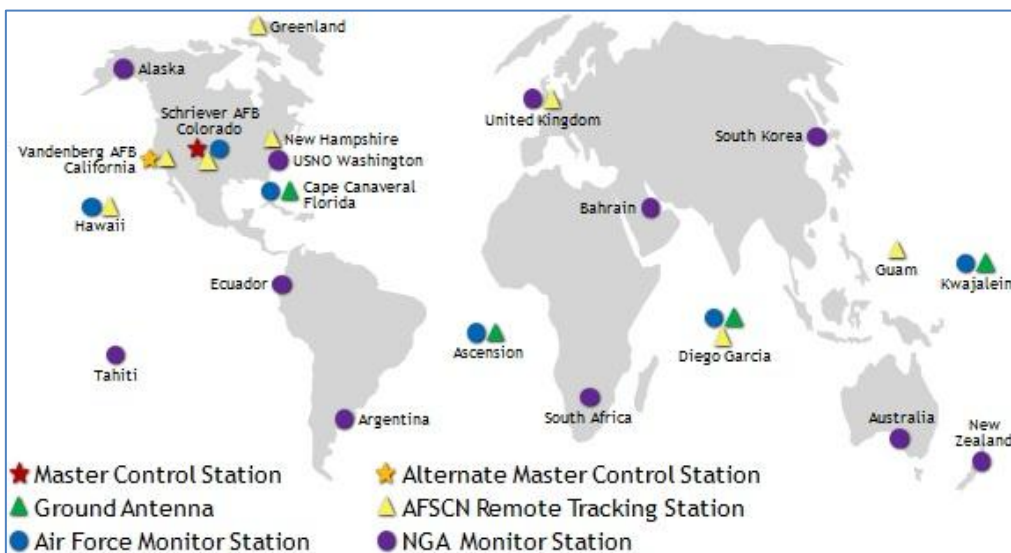 Greenland
Alaska
Schriever AFB
Colorado
New Hampshire
Vandenberg AFB
California
USNO Washington
Cape Canaveral
Florida
Hawaii
United Kingdom
South Korea
Bahrain
Ecuador
Guam
Kwajalein
Ascension
Diego Garcia
Tahiti
Argentina
South Africa
Australia
New
Zealand
Master Control Station
Alternate Master Control Station
Ground Antenna
AFSCN Remote Tracking Station
Air Force Monitor Station
NGA Monitor Station